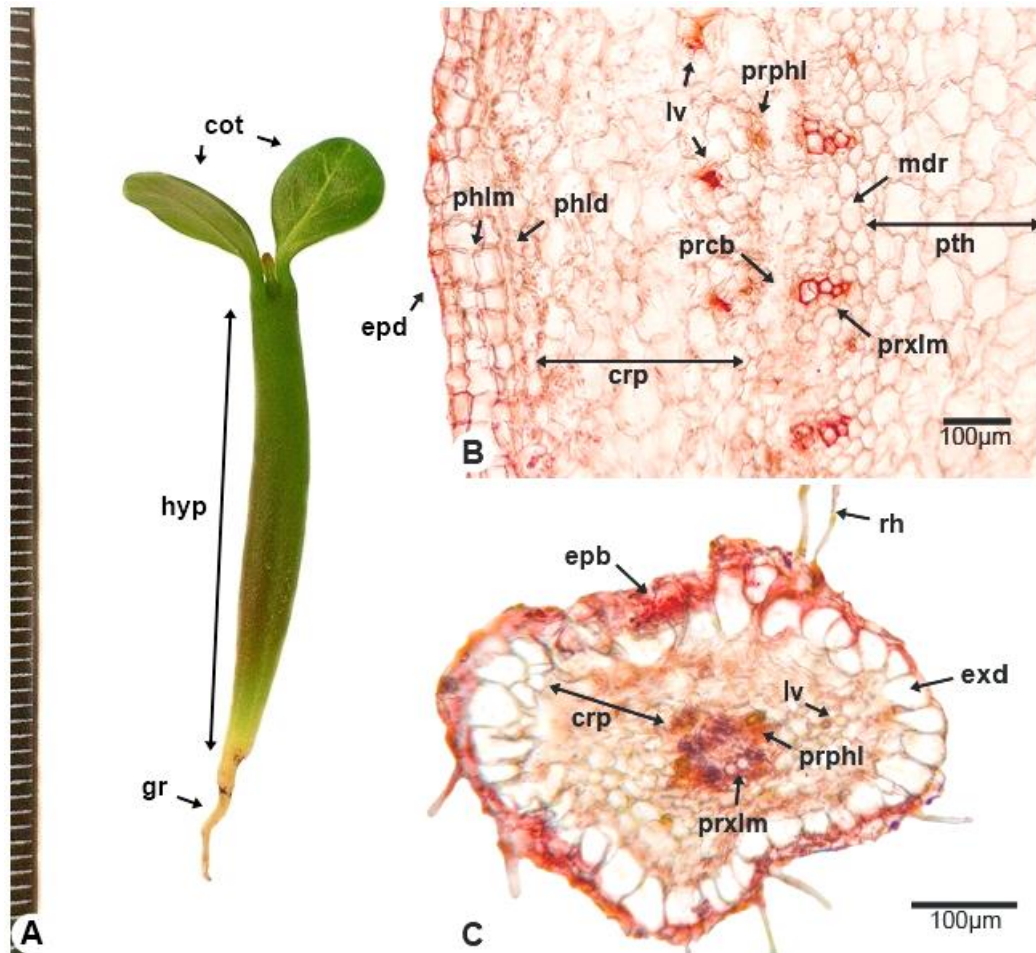 cot
hyp
gr
A
lv
prphl
phlm
phld
mdr
prcb
pth
epd
crp
prxlm
B
100µm
rh
epb
exd
lv
crp
prphl
prxlm
C
100µm